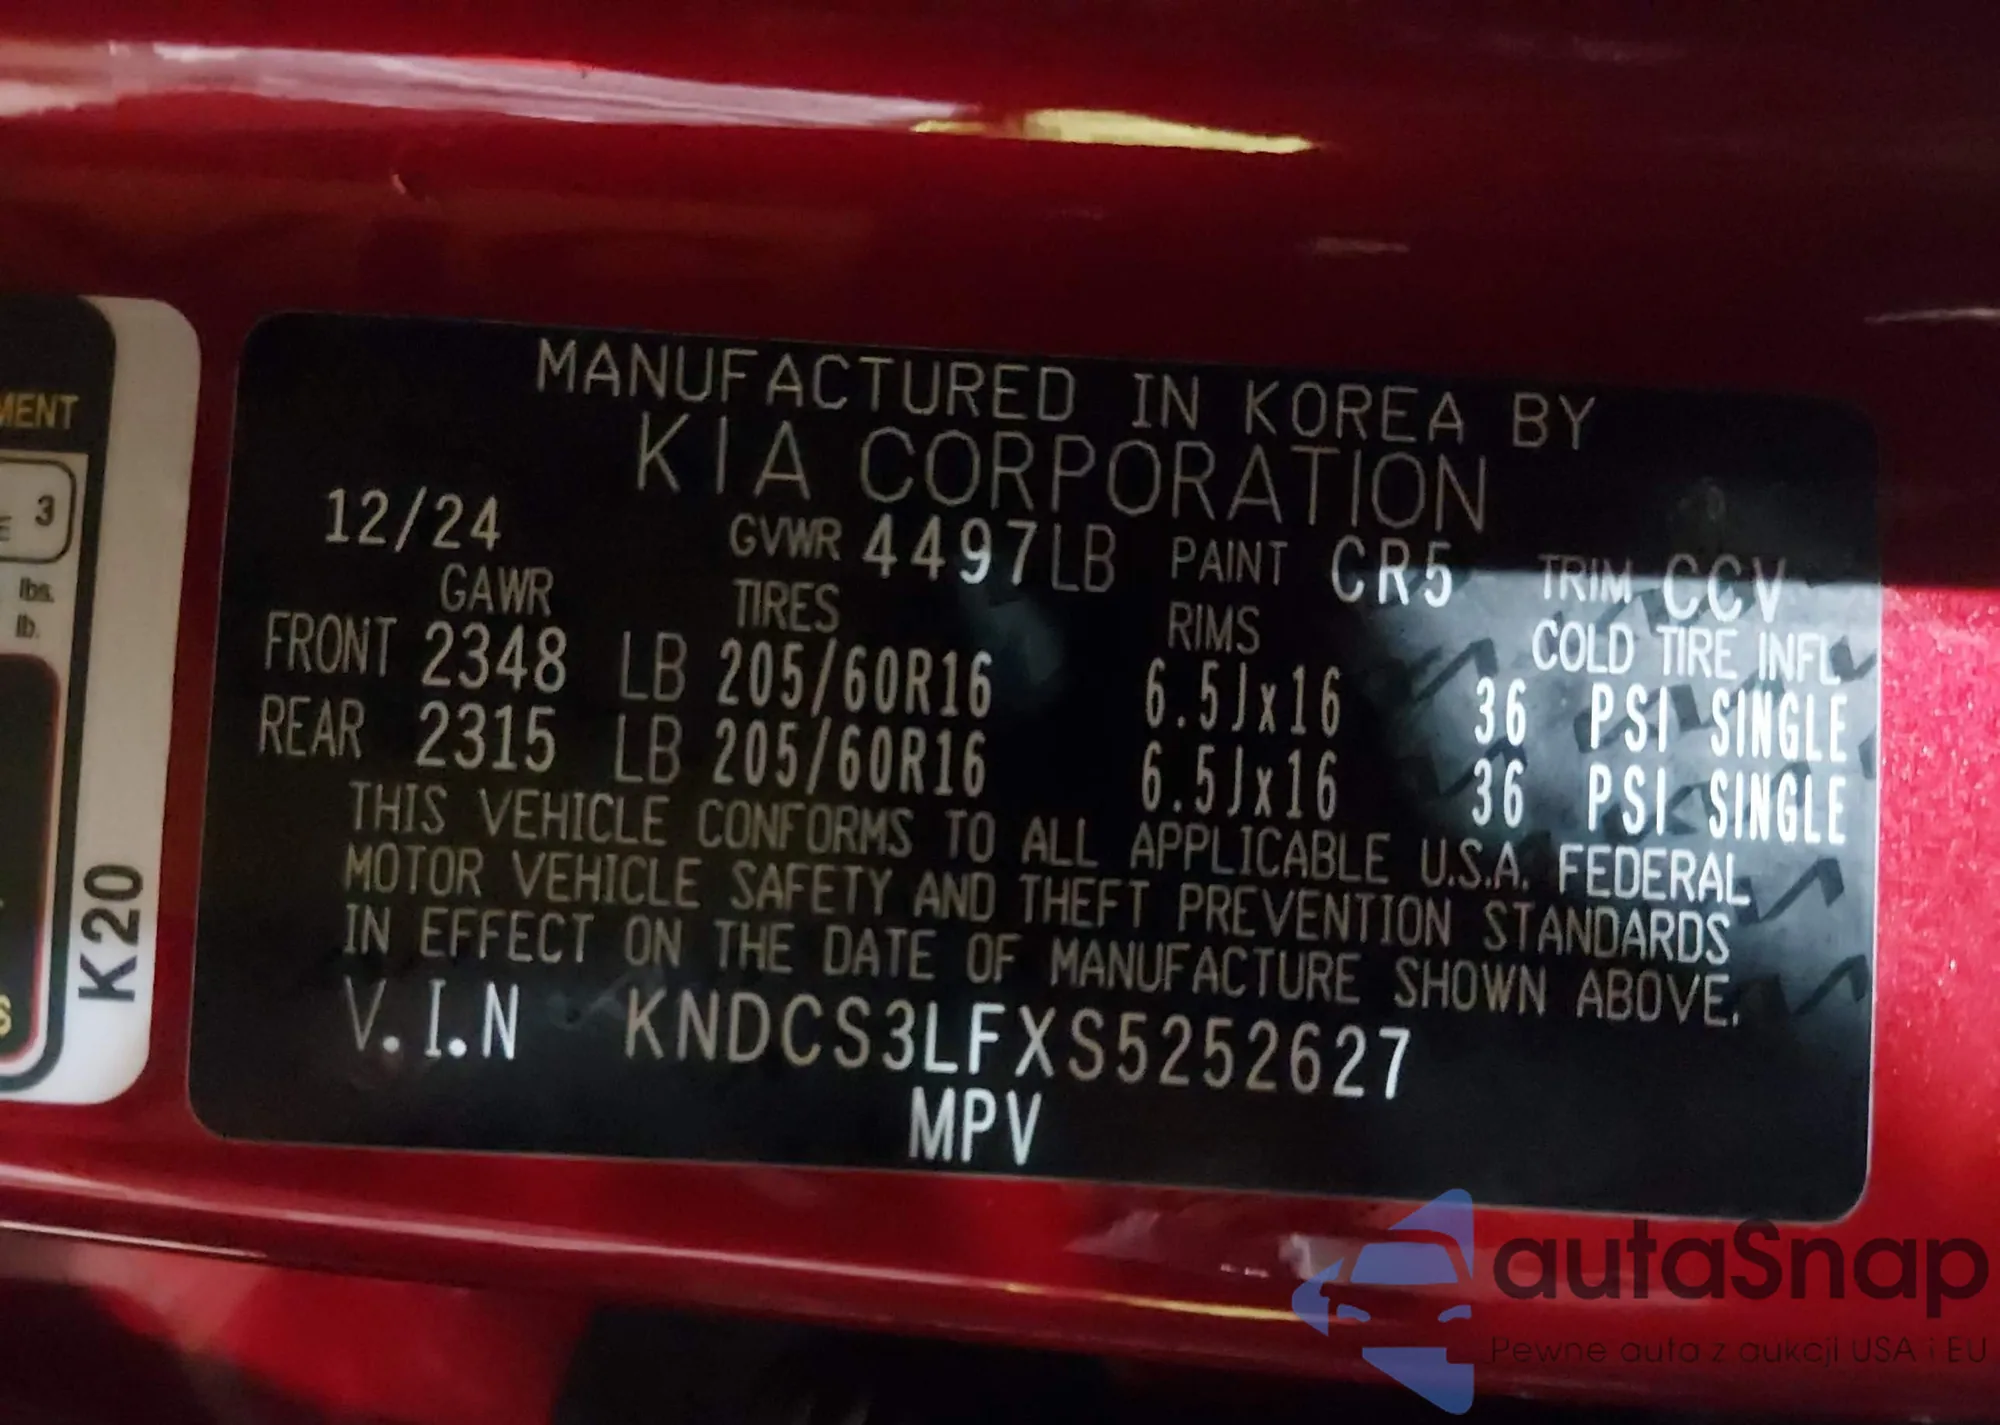 MENT
3
E
lbs.
lb.
S
K20
MANUFACTURED IN KOREA BY
KIA CORPORATION
12/24 GVWR 4497LB PAINT CR5 TRIM CCV
GAWR TIRES RIMS COLD TIRE INFL
FRONT 2348 LB 205/60R16 6.5Jx16 36 PSI SINGLE
REAR 2315 LB 205/60R16 6.5Jx16 36 PSI SINGLE
THIS VEHICLE CONFORMS TO ALL APPLICABLE U.S.A. FEDERAL
MOTOR VEHICLE SAFETY AND THEFT PREVENTION STANDARDS
IN EFFECT ON THE DATE OF MANUFACTURE SHOWN ABOVE.
V.I.N KNDCS3LFXS5252627
MPV
autaSnap
Pewne auta z aukcji USA i EU